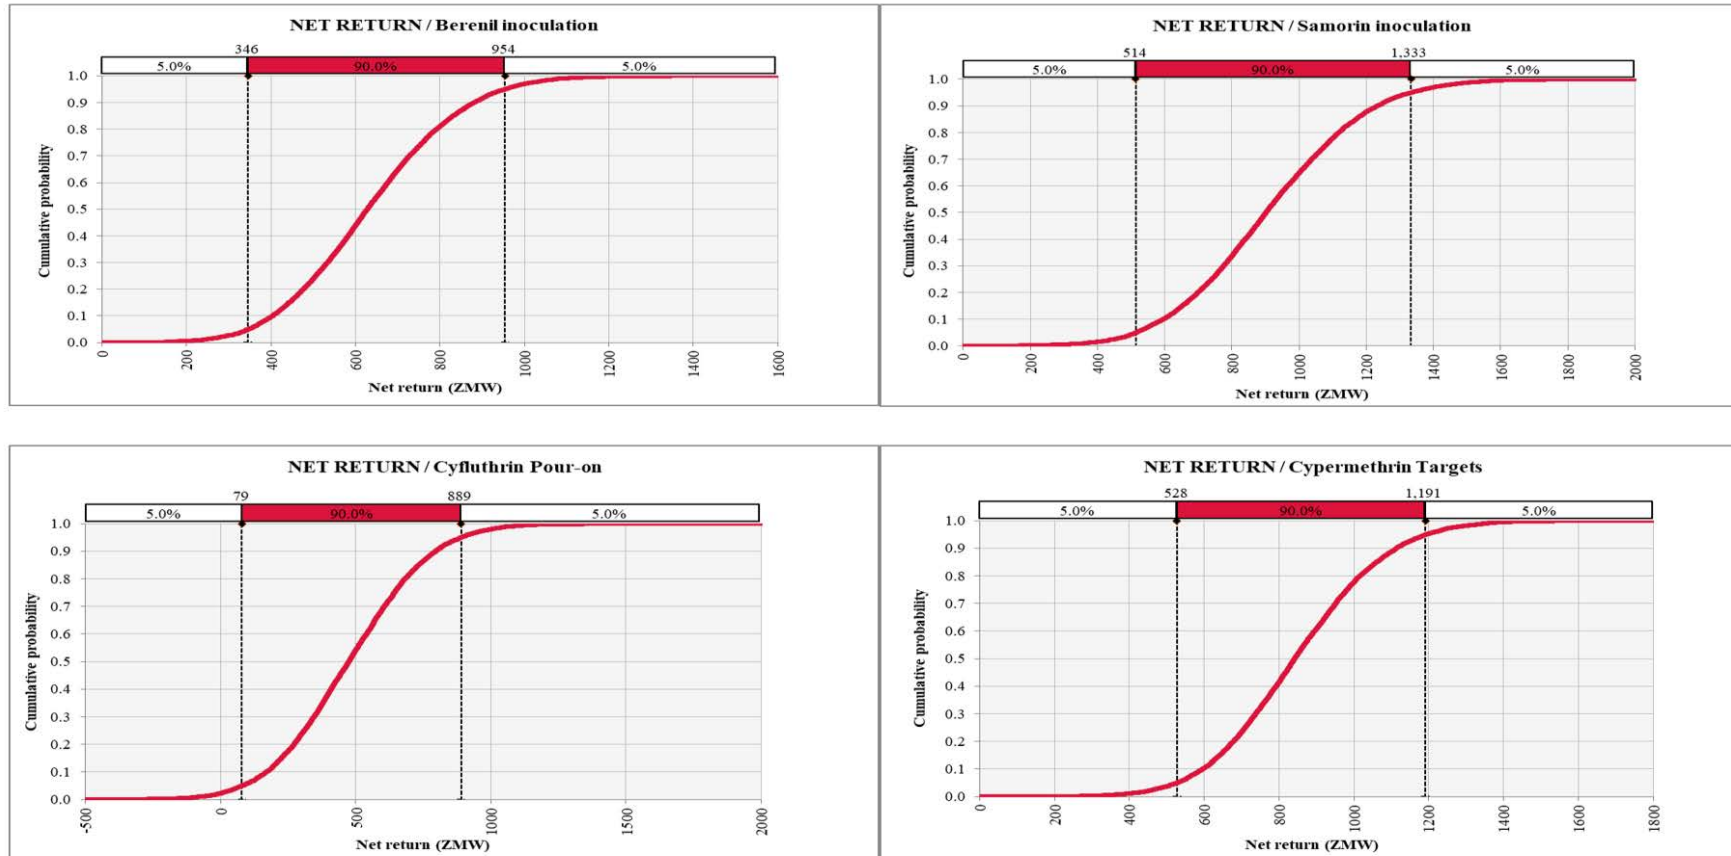 NET RETURN / Berenil inoculation
346 954
5.0% 90.0% 5.0%
1.0
0.9
0.8
0.7
0.6
0.5
0.4
0.3
0.2
0.1
0.0
Cumulative probability
0 200 400 600 800 1000 1200 1400 1600
Net return (ZMW)
NET RETURN / Samorin inoculation
514 1,333
5.0% 90.0% 5.0%
1.0
0.9
0.8
0.7
0.6
0.5
0.4
0.3
0.2
0.1
0.0
Cumulative probability
0 200 400 600 800 1000 1200 1400 1600 1800 2000
Net return (ZMW)
NET RETURN / Cyfluthrin Pour-on
79 889
5.0% 90.0% 5.0%
1.0
0.9
0.8
0.7
0.6
0.5
0.4
0.3
0.2
0.1
0.0
Cumulative probability
-500 0 500 1000 1500 2000
Net return (ZMW)
NET RETURN / Cypermethrin Targets
528 1,191
5.0% 90.0% 5.0%
1.0
0.9
0.8
0.7
0.6
0.5
0.4
0.3
0.2
0.1
0.0
Cumulative probability
0 200 400 600 800 1000 1200 1400 1600 1800
Net return (ZMW)